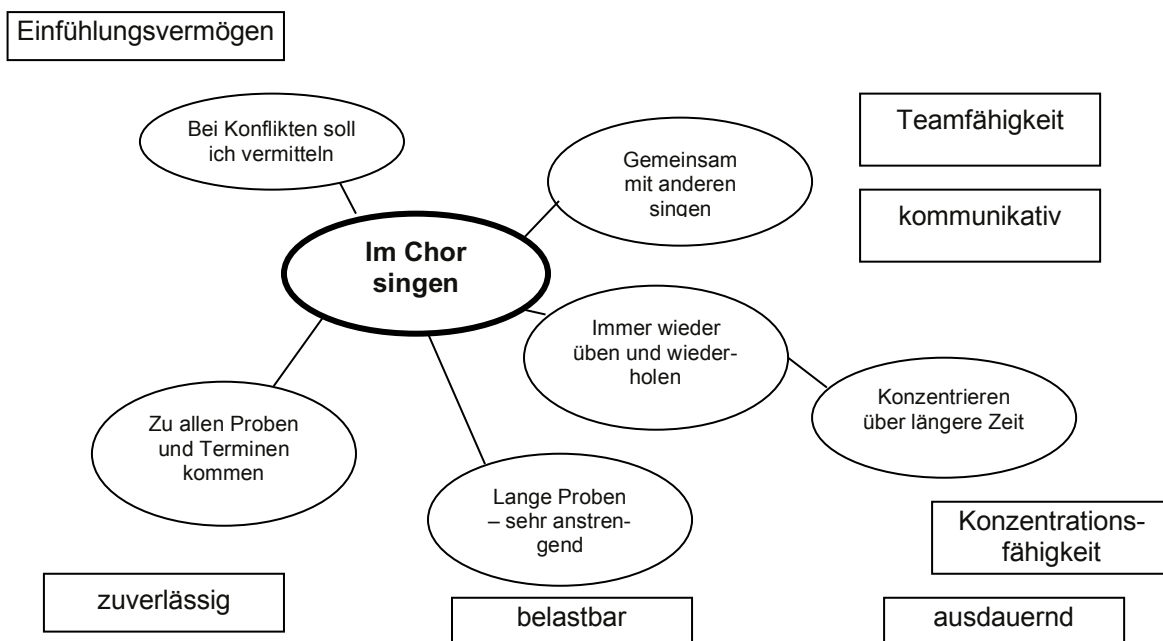 Einfühlungsvermögen
Bei Konflikten soll
ich vermitteln
Gemeinsam
mit anderen
singen
Teamfähigkeit
kommunikativ
Im Chor
singen
Immer wieder
üben und wieder-
holen
Konzentrieren
über längere Zeit
Zu allen Proben
und Terminen
kommen
Lange Proben
– sehr anstren-
gend
Konzentrations-
fähigkeit
zuverlässig
belastbar
ausdauernd